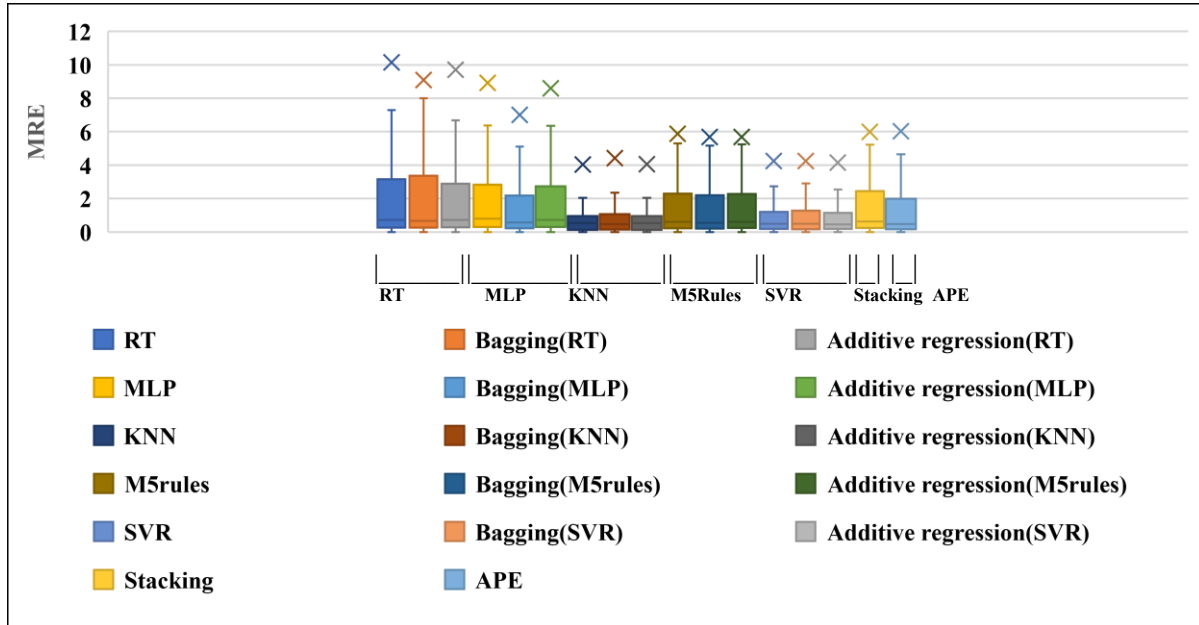 12
10
8
6
4
2
0
MRE
RT MLP KNN M5Rules SVR Stacking APE
RT Bagging(RT) Additive regression(RT)
MLP Bagging(MLP) Additive regression(MLP)
KNN Bagging(KNN) Additive regression(KNN)
M5rules Bagging(M5rules) Additive regression(M5rules)
SVR Bagging(SVR) Additive regression(SVR)
Stacking APE